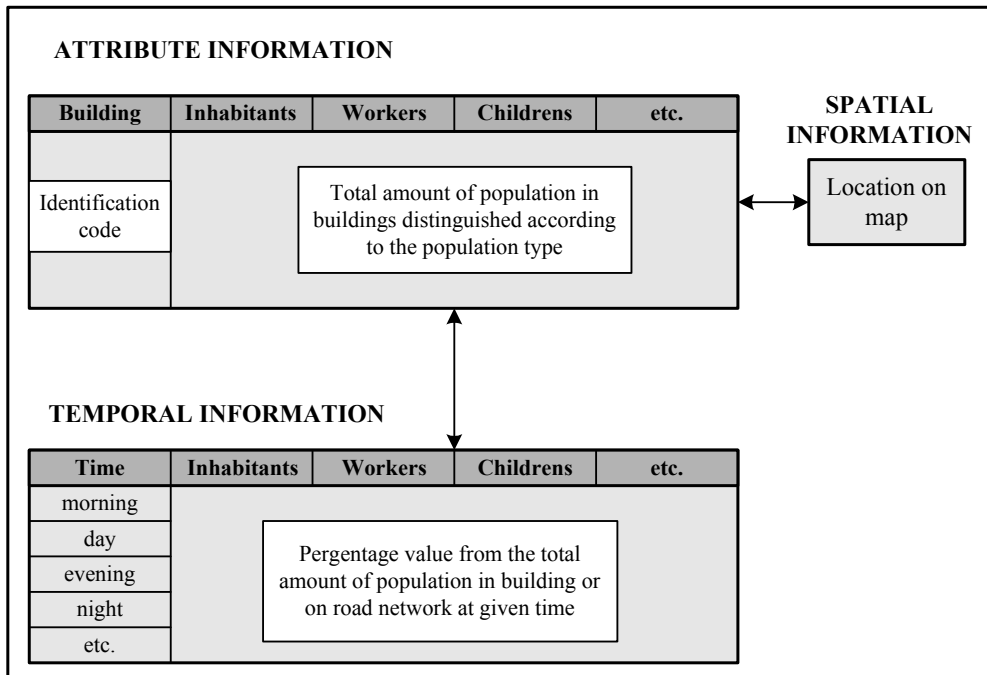 ATTRIBUTE INFORMATION
Building Inhabitants Workers Childrens etc.
Identification
code
Total amount of population in
buildings distinguished according
to the population type
SPATIAL
INFORMATION
Location on
map
TEMPORAL INFORMATION
Time Inhabitants Workers Childrens etc.
morning
day
evening
night
etc.
Pergentage value from the total
amount of population in building or
on road network at given time